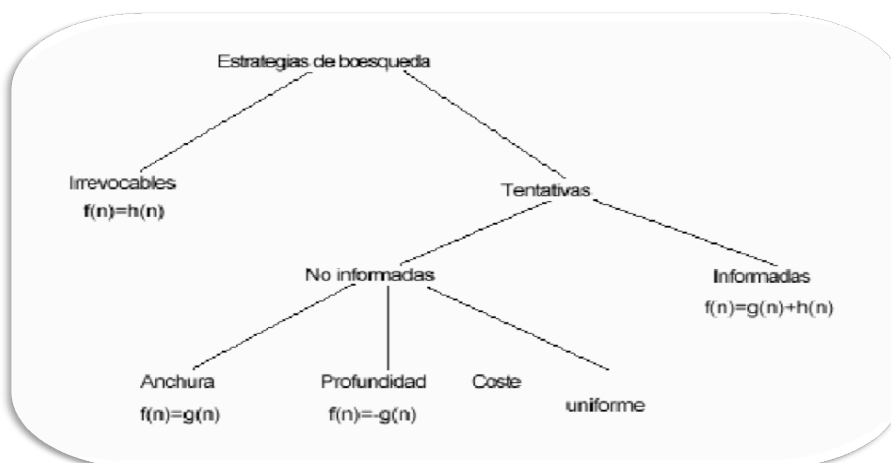 Estrategias de boesqueda
Irrevocables
f(n)=h(n)
Tentativas
No informadas
Informadas
f(n)=g(n)+h(n)
Anchura
f(n)=g(n)
Profundidad
f(n)=-g(n)
Coste
uniforme